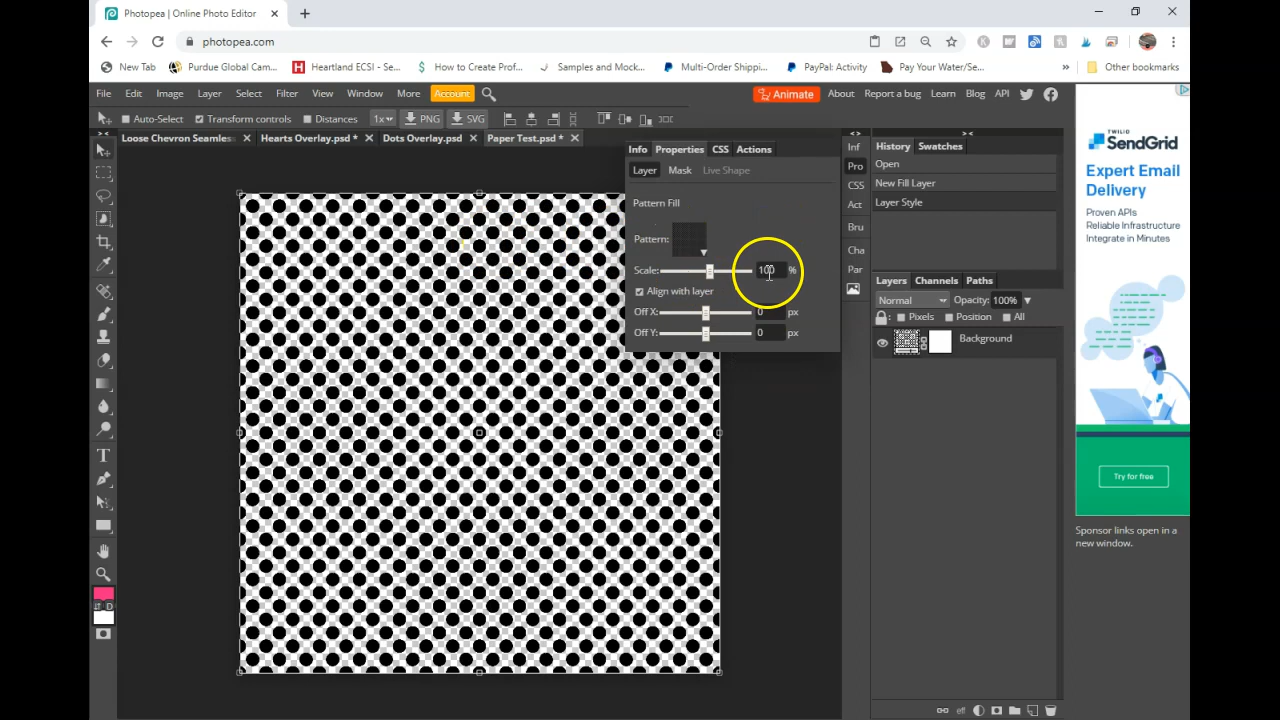 Photopea | Online Photo Editor
photopea.com
New Tab Purdue Global Cam... Heartland ECSI - Se... How to Create Prof... Samples and Mock... Multi-Order Shippi... PayPal: Activity Pay Your Water/Se... » Other bookmarks
File Edit Image Layer Select Filter View Window More Account Animate About Report a bug Learn Blog API
Auto-Select Transform controls Distances 1x PNG SVG
Loose Chevron Seamles Hearts Overlay.psd * Dots Overlay.psd Paper Test.psd *
Info Properties CSS Actions
Layer Mask Live Shape
Pattern Fill
Pattern:
Scale: 100 %
Align with layer
Off X: 0 px
Off Y: 0 px
Inf
Pro
CSS
Act
Bru
Cha
Par
History Swatches
Open
New Fill Layer
Layer Style
Layers Channels Paths
Normal Opacity: 100%
Pixels Position All
Background
eff
T
D
TWILIO
SendGrid
Expert Email
Delivery
Proven APIs
Reliable Infrastructure
Integrate in Minutes
Try for free
Sponsor links open in a
new window.